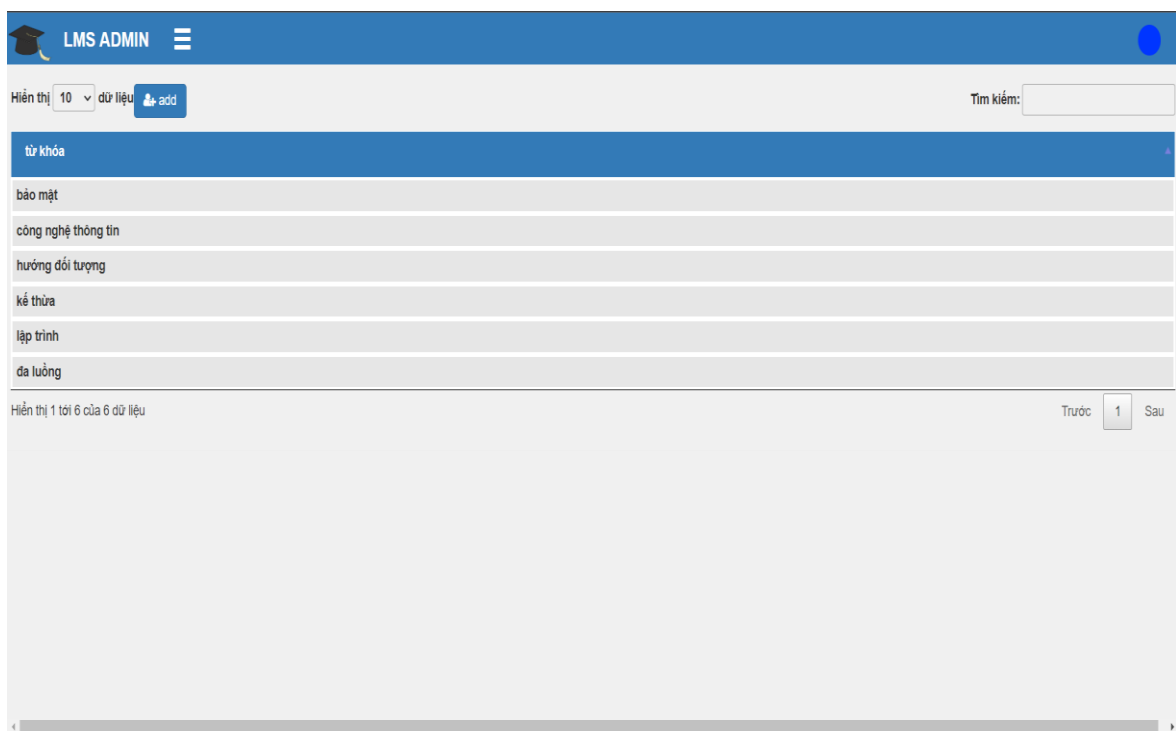 LMS ADMIN
Hiển thị 10 dữ liệu add Tìm kiếm:
từ khóa
bảo mật
công nghệ thông tin
hướng đối tượng
kế thừa
lập trình
đa luồng
Hiển thị 1 tới 6 của 6 dữ liệu Trước 1 Sau